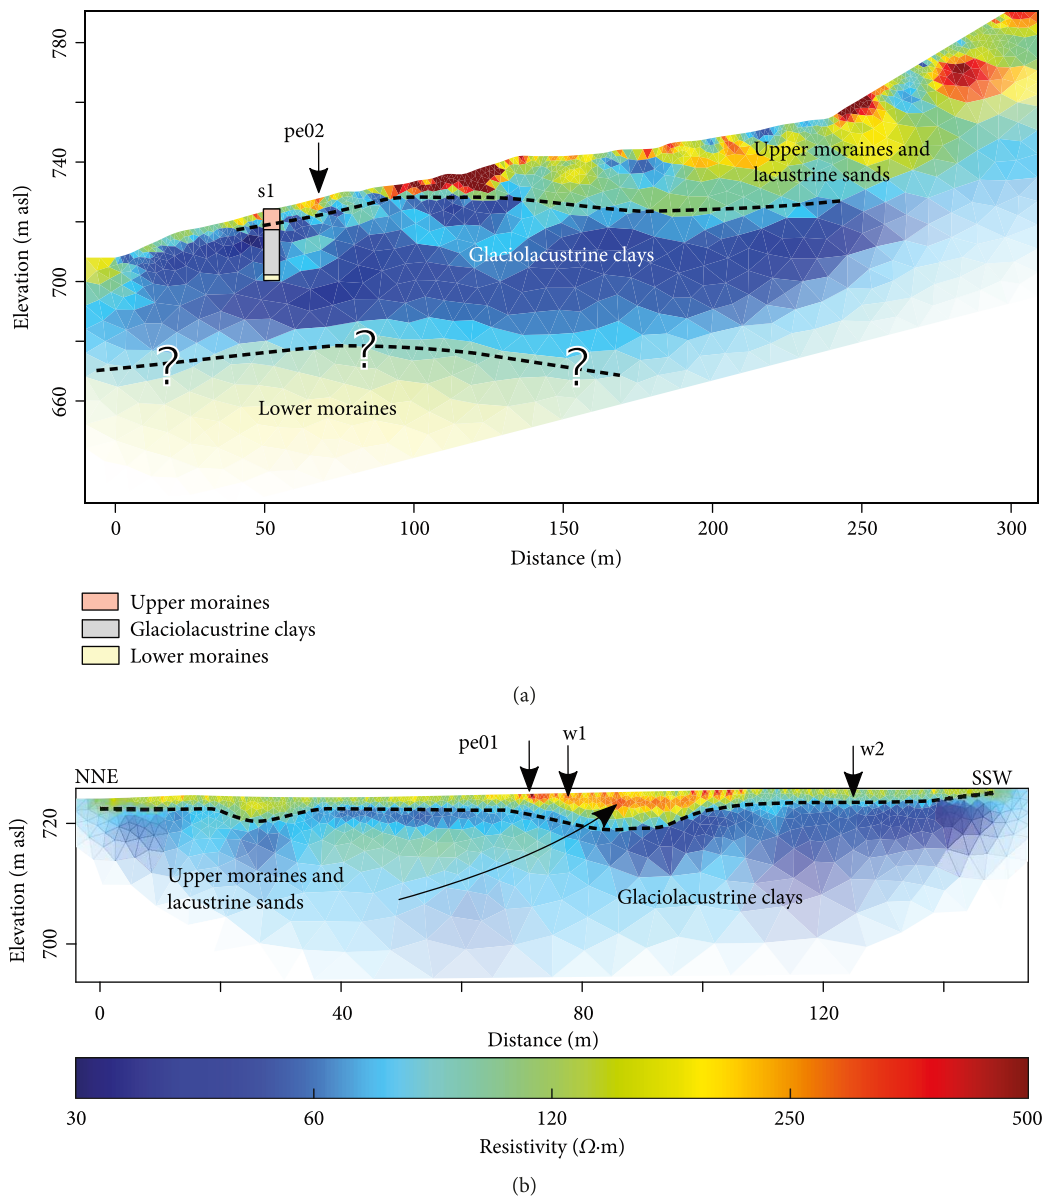 780
740
700
660
Elevation (m asl)
pe02
s1
Upper moraines and
lacustrine sands
Glaciolacustrine clays
?
?
?
Lower moraines
0
50
100
150
200
250
300
Distance (m)
Upper moraines
Glaciolacustrine clays
Lower moraines
(a)
pe01
w1
w2
NNE
SSW
720
700
Elevation (m asl)
Upper moraines and
lacustrine sands
Glaciolacustrine clays
0
40
80
120
Distance (m)
30
60
120
250
500
Resistivity (Ω·m)
(b)